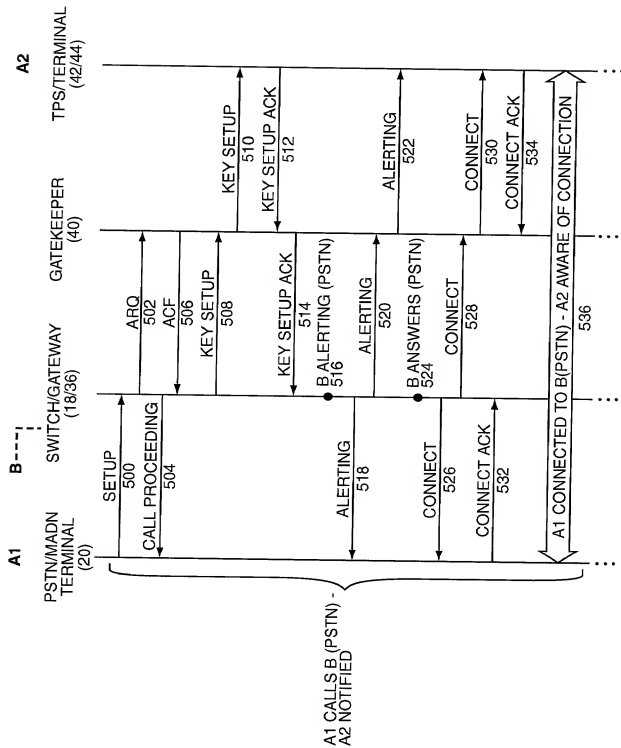 A1
B
A2
PSTN/MADN
TERMINAL
(20)
SWITCH/GATEWAY
(18/36)
GATEKEEPER
(40)
TPS/TERMINAL
(42/44)
SETUP
500
ARQ
502
CALL PROCEEDING
504
ACF
506
KEY SETUP
508
KEY SETUP
510
KEY SETUP ACK
512
KEY SETUP ACK
514
B ALERTING (PSTN)
516
ALERTING
518
ALERTING
520
ALERTING
522
B ANSWERS (PSTN)
524
CONNECT
526
CONNECT
528
CONNECT
530
CONNECT ACK
532
CONNECT ACK
534
A1 CONNECTED TO B(PSTN) - A2 AWARE OF CONNECTION
536
A1 CALLS B (PSTN) -
A2 NOTIFIED